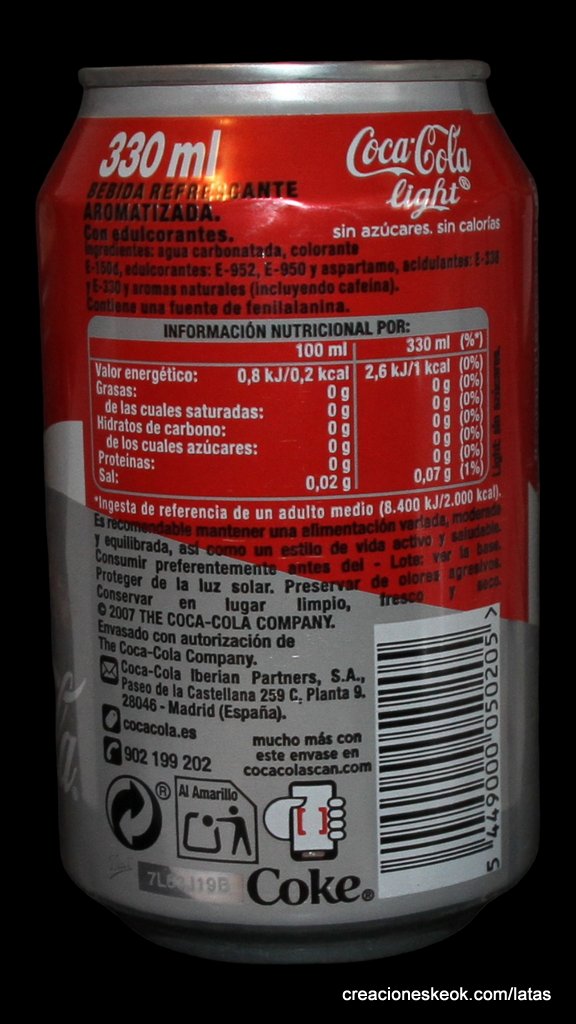 330 ml
Coca-Cola
light®
sin azúcares. sin calorías
BEBIDA REFRESCANTE
AROMATIZADA.
Con edulcorantes.
Ingredientes: agua carbonatada, colorante
E-150d, edulcorantes: E-952, E-950 y aspartamo, acidulantes: E-338
y E-330 y aromas naturales (incluyendo cafeína).
Contiene una fuente de fenilalanina.
INFORMACIÓN NUTRICIONAL POR:
100 ml 330 ml (%*)
Valor energético: 0,8 kJ/0,2 kcal 2,6 kJ/1 kcal (0%)
Grasas: 0 g 0 g (0%)
de las cuales saturadas: 0 g 0 g (0%)
Hidratos de carbono: 0 g 0 g (0%)
de los cuales azúcares: 0 g 0 g (0%)
Proteínas: 0 g 0 g (0%)
Sal: 0,02 g 0,07 g (1%)
Light: sin azúcares.
*Ingesta de referencia de un adulto medio (8.400 kJ/2.000 kcal).
Es recomendable mantener una alimentación variada, moderada
y equilibrada, así como un estilo de vida activo y saludable.
Consumir preferentemente antes del - Lote: ver la base.
Proteger de la luz solar. Preservar de olores agresivos.
Conservar en lugar limpio, fresco y seco.
© 2007 THE COCA-COLA COMPANY.
Envasado con autorización de
The Coca-Cola Company.
Coca-Cola Iberian Partners, S.A.,
Paseo de la Castellana 259 C, Planta 9.
28046 - Madrid (España).
cocacola.es
902 199 202
mucho más con
este envase en
cocacolascan.com
®
Al Amarillo
Coke®
5 449000 050205 >
creacioneskeok.com/latas